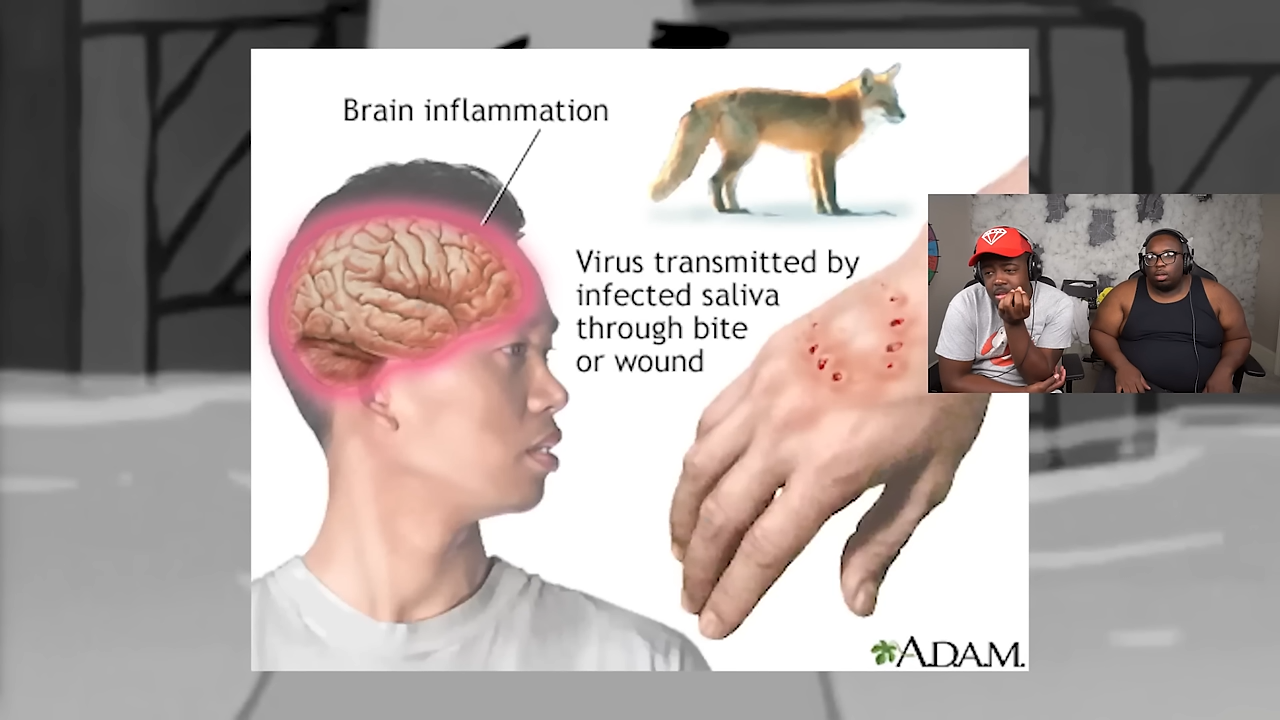 Brain inflammation
Virus transmitted by
infected saliva
through bite
or wound
A.D.A.M.